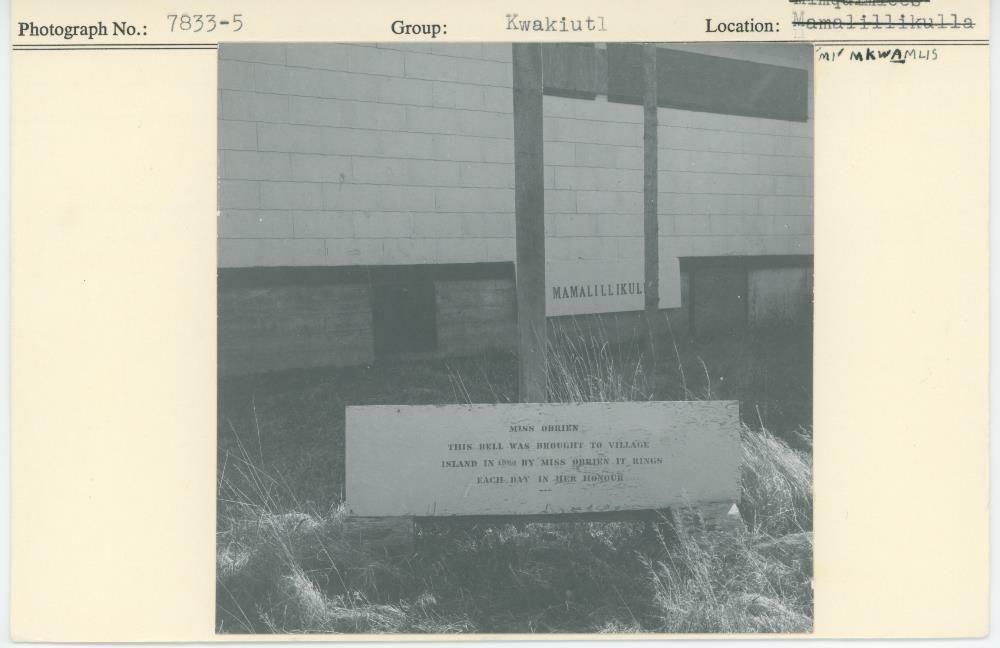 Photograph No.: 7833-5 Group: Kwakiutl Location: Mamalillikulla
'MI' MKWAMLIS
MAMALILLIKUL
MISS OBRIEN
THIS BELL WAS BROUGHT TO VILLAGE
ISLAND IN BY MISS OBRIEN IT RINGS
EACH DAY IN HER HONOUR